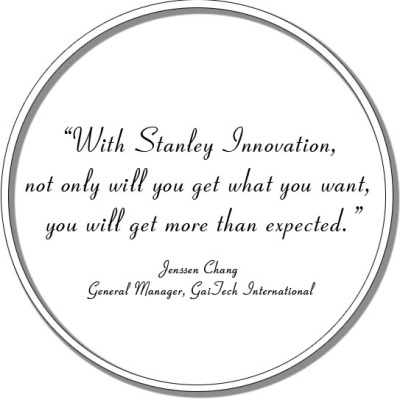 “With Stanley Innovation,
not only will you get what you want,
you will get more than expected.”
Jenssen Chang
General Manager, GaiTech International